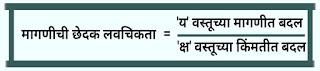 मागणीची छेदक लवचिकता = 'य' वस्तूच्या मागणीत बदल
'क्ष' वस्तूच्या किंमतीत बदल